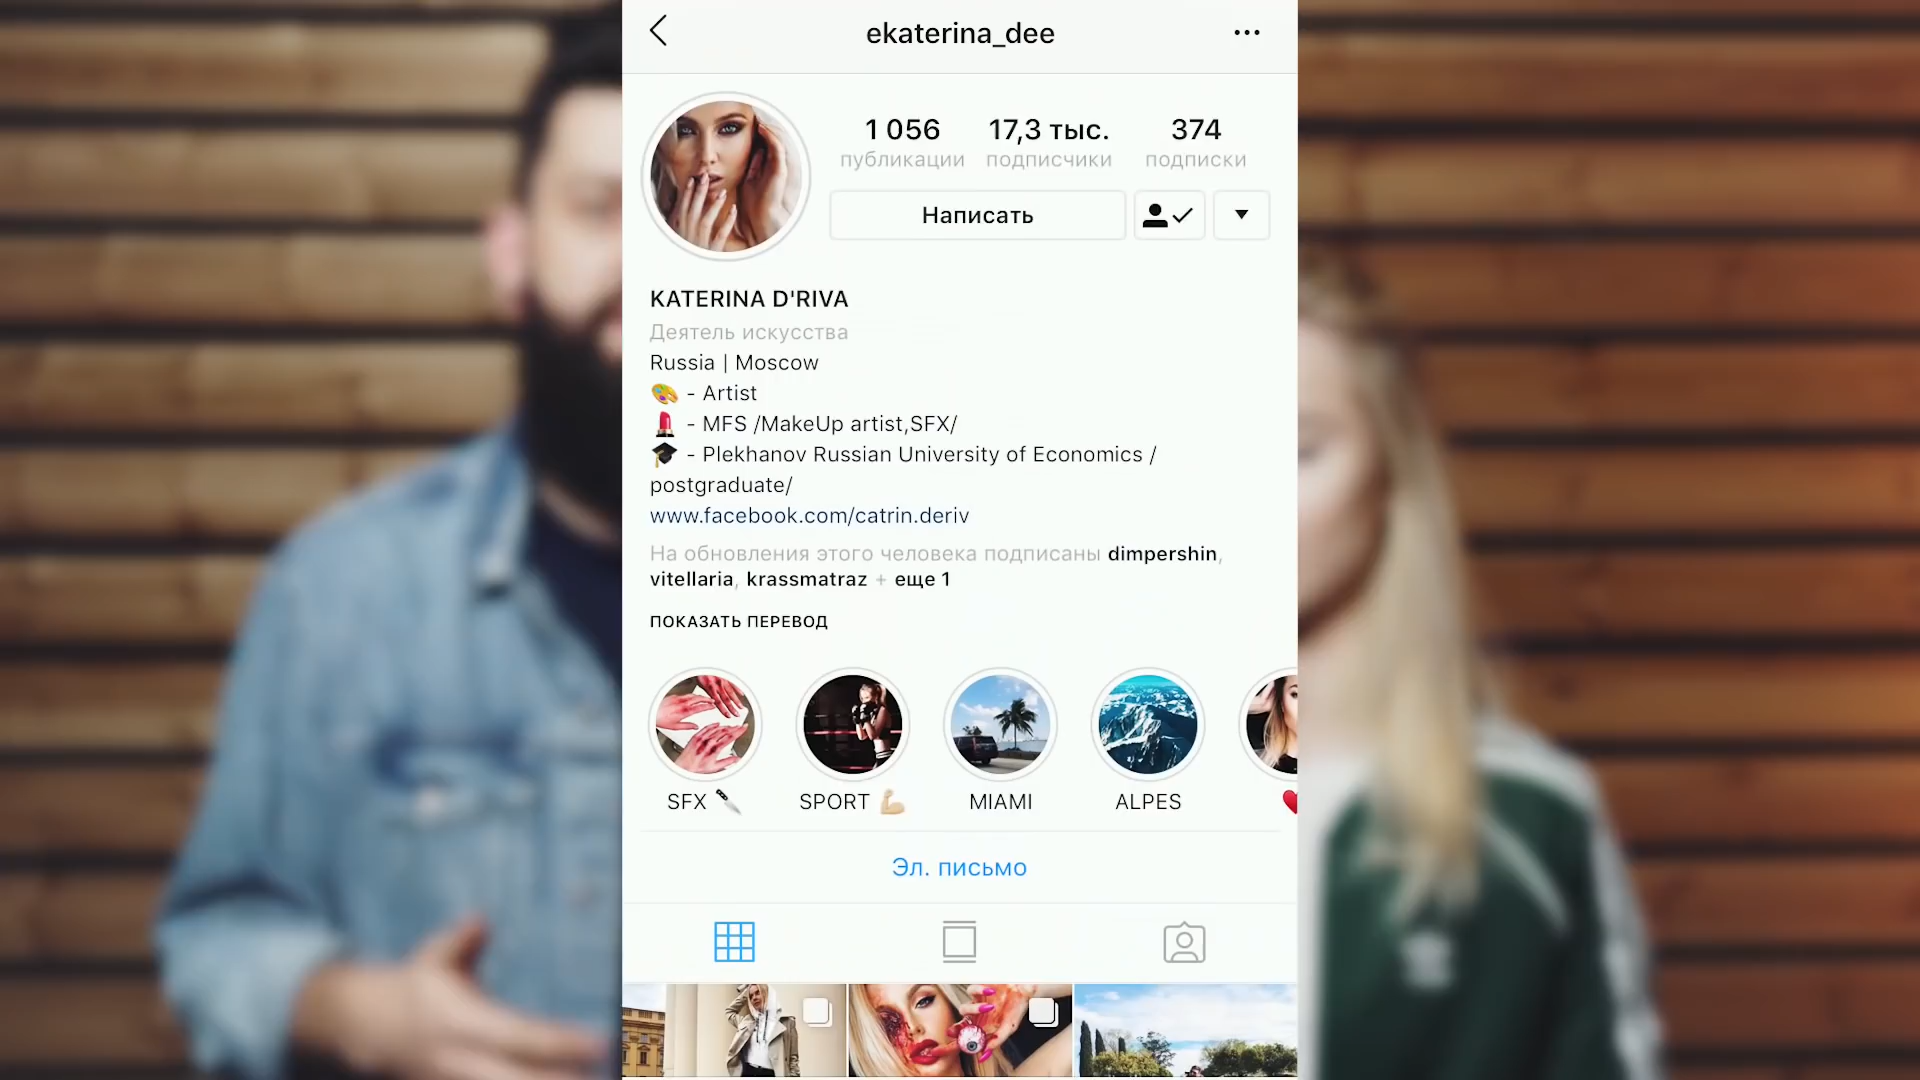 ekaterina_dee
1 056 17,3 тыс. 374
публикации подписчики подписки
Написать
KATERINA D'RIVA
Деятель искусства
Russia | Moscow
🎨 - Artist
💄 - MFS /MakeUp artist,SFX/
🎓 - Plekhanov Russian University of Economics /
postgraduate/
www.facebook.com/catrin.deriv
На обновления этого человека подписаны dimpershin,
vitellaria, krassmatraz + еще 1
ПОКАЗАТЬ ПЕРЕВОД
SFX 🔪 SPORT 💪🏼 MIAMI ALPES ❤️
Эл. письмо